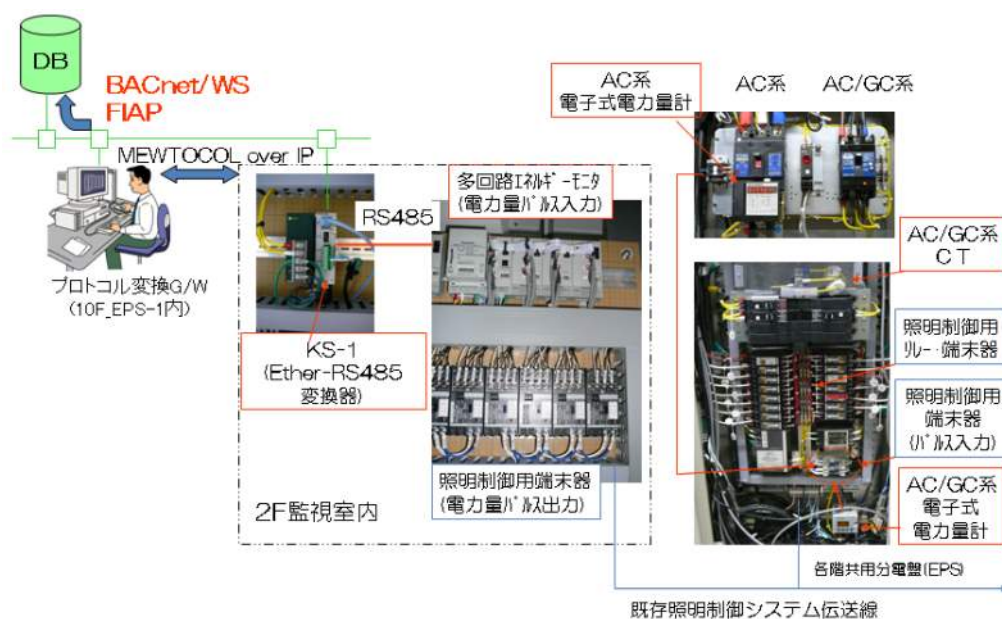 DB
BACnet/WS
FIAP
MEWTOCOL over IP
プロトコル変換G/W
(10F_EPS-1内)
RS485
多回路ｴﾈﾙｷﾞｰﾓﾆﾀ
(電力量ﾊﾟﾙｽ入力)
KS-1
(Ether-RS485
変換器)
照明制御用端末器
(電力量ﾊﾟﾙｽ出力)
2F監視室内
AC系
電子式電力量計
AC系
AC/GC系
AC/GC系
CT
照明制御用
ﾘﾚｰ・端末器
照明制御用
端末器
(ﾊﾟﾙｽ入力)
AC/GC系
電子式
電力量計
各階共用分電盤(EPS)
既存照明制御システム伝送線